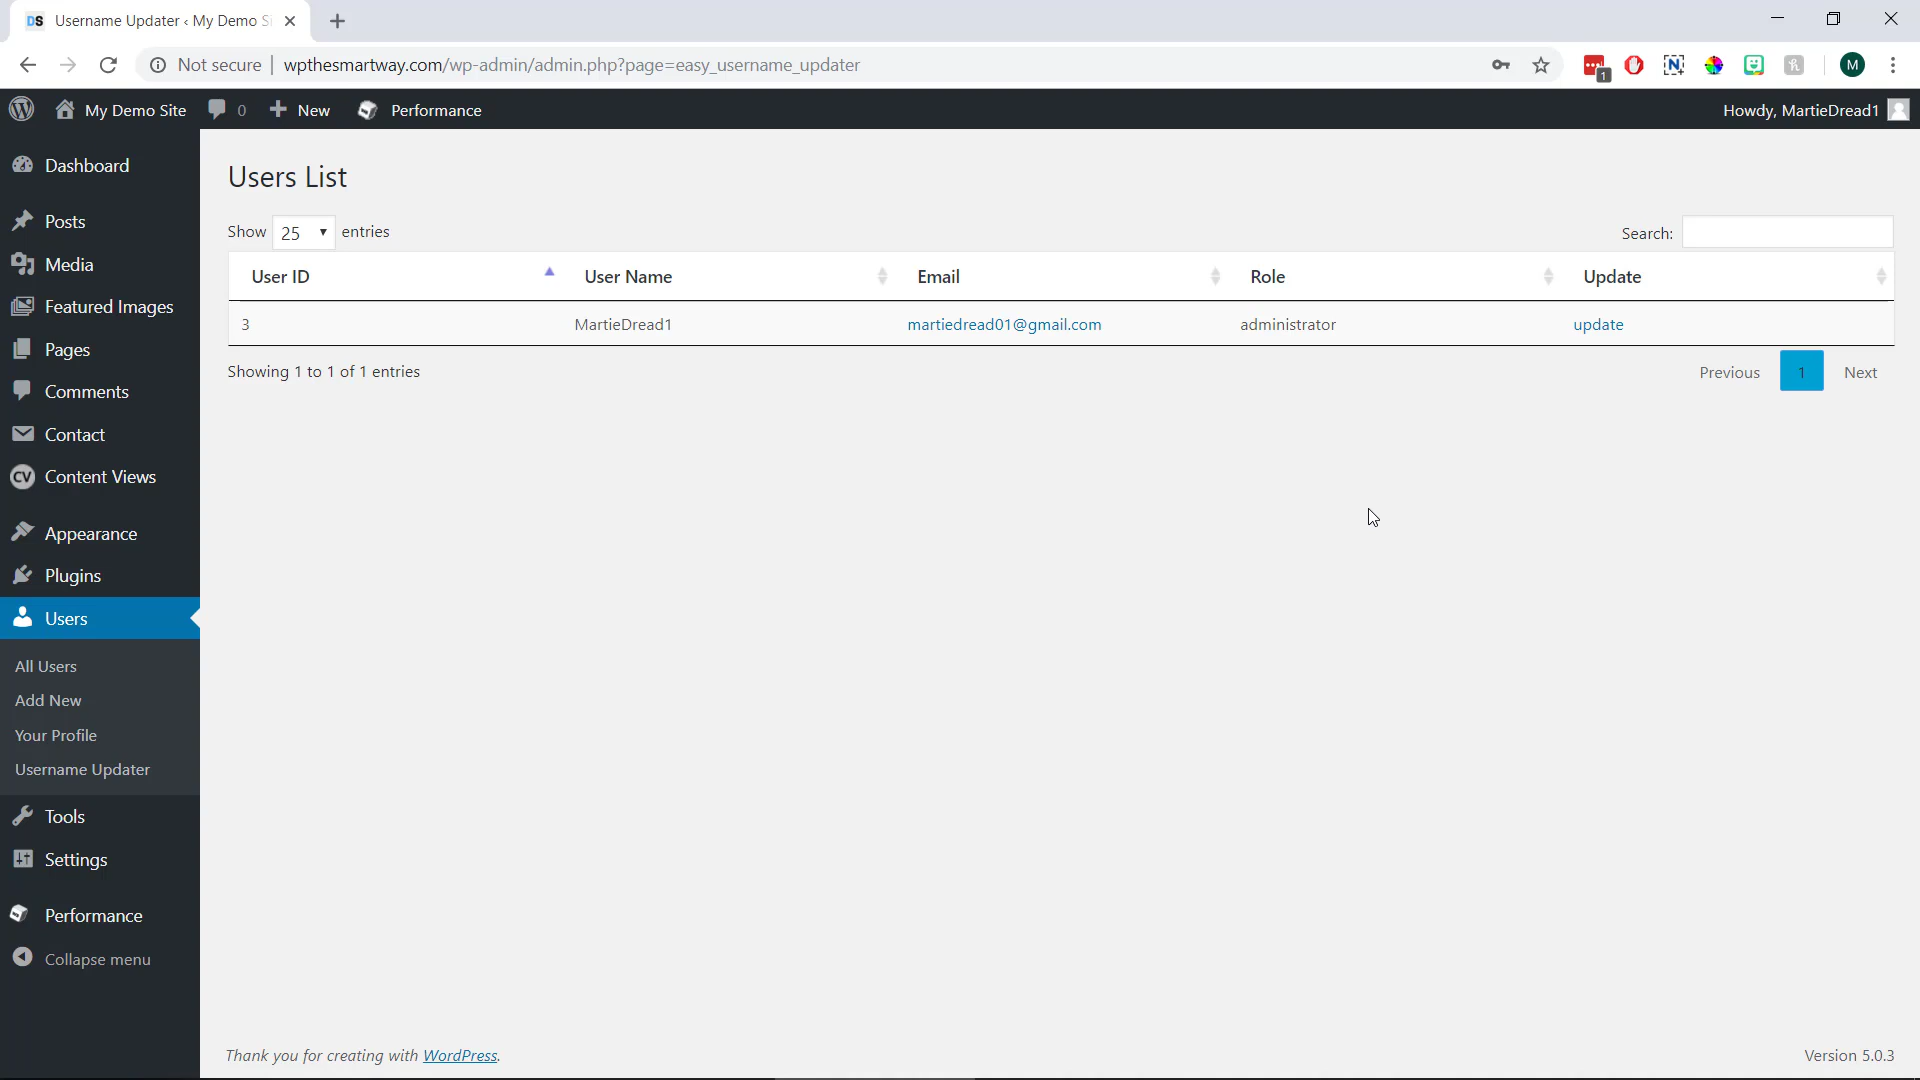 DS Username Updater ‹ My Demo S
Not secure | wpthesmartway.com/wp-admin/admin.php?page=easy_username_updater
1
M
My Demo Site 0 New Performance Howdy, MartieDread1
Dashboard
Posts
Media
Featured Images
Pages
Comments
Contact
CV Content Views
Appearance
Plugins
Users
All Users
Add New
Your Profile
Username Updater
Tools
Settings
Performance
Collapse menu
Users List
Show 25 entries Search:
User ID User Name Email Role Update
3 MartieDread1 martiedread01@gmail.com administrator update
Showing 1 to 1 of 1 entries Previous 1 Next
Thank you for creating with WordPress. Version 5.0.3